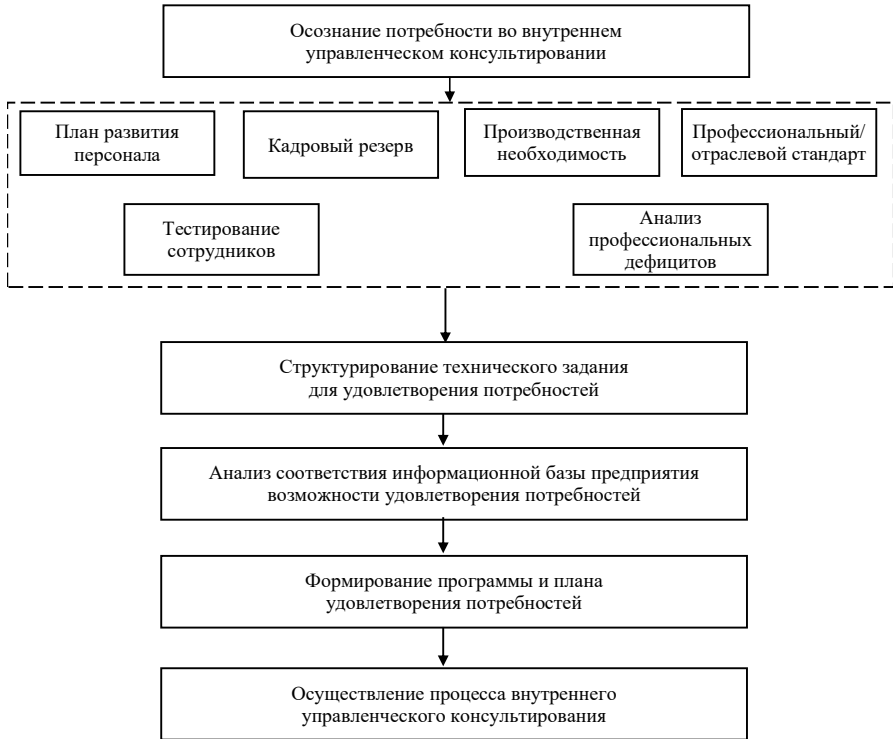 Осознание потребности во внутреннем
управленческом консультировании
План развития
персонала
Кадровый резерв
Производственная
необходимость
Профессиональный/
отраслевой стандарт
Тестирование
сотрудников
Анализ
профессиональных
дефицитов
Структурирование технического задания
для удовлетворения потребностей
Анализ соответствия информационной базы предприятия
возможности удовлетворения потребностей
Формирование программы и плана
удовлетворения потребностей
Осуществление процесса внутреннего
управленческого консультирования